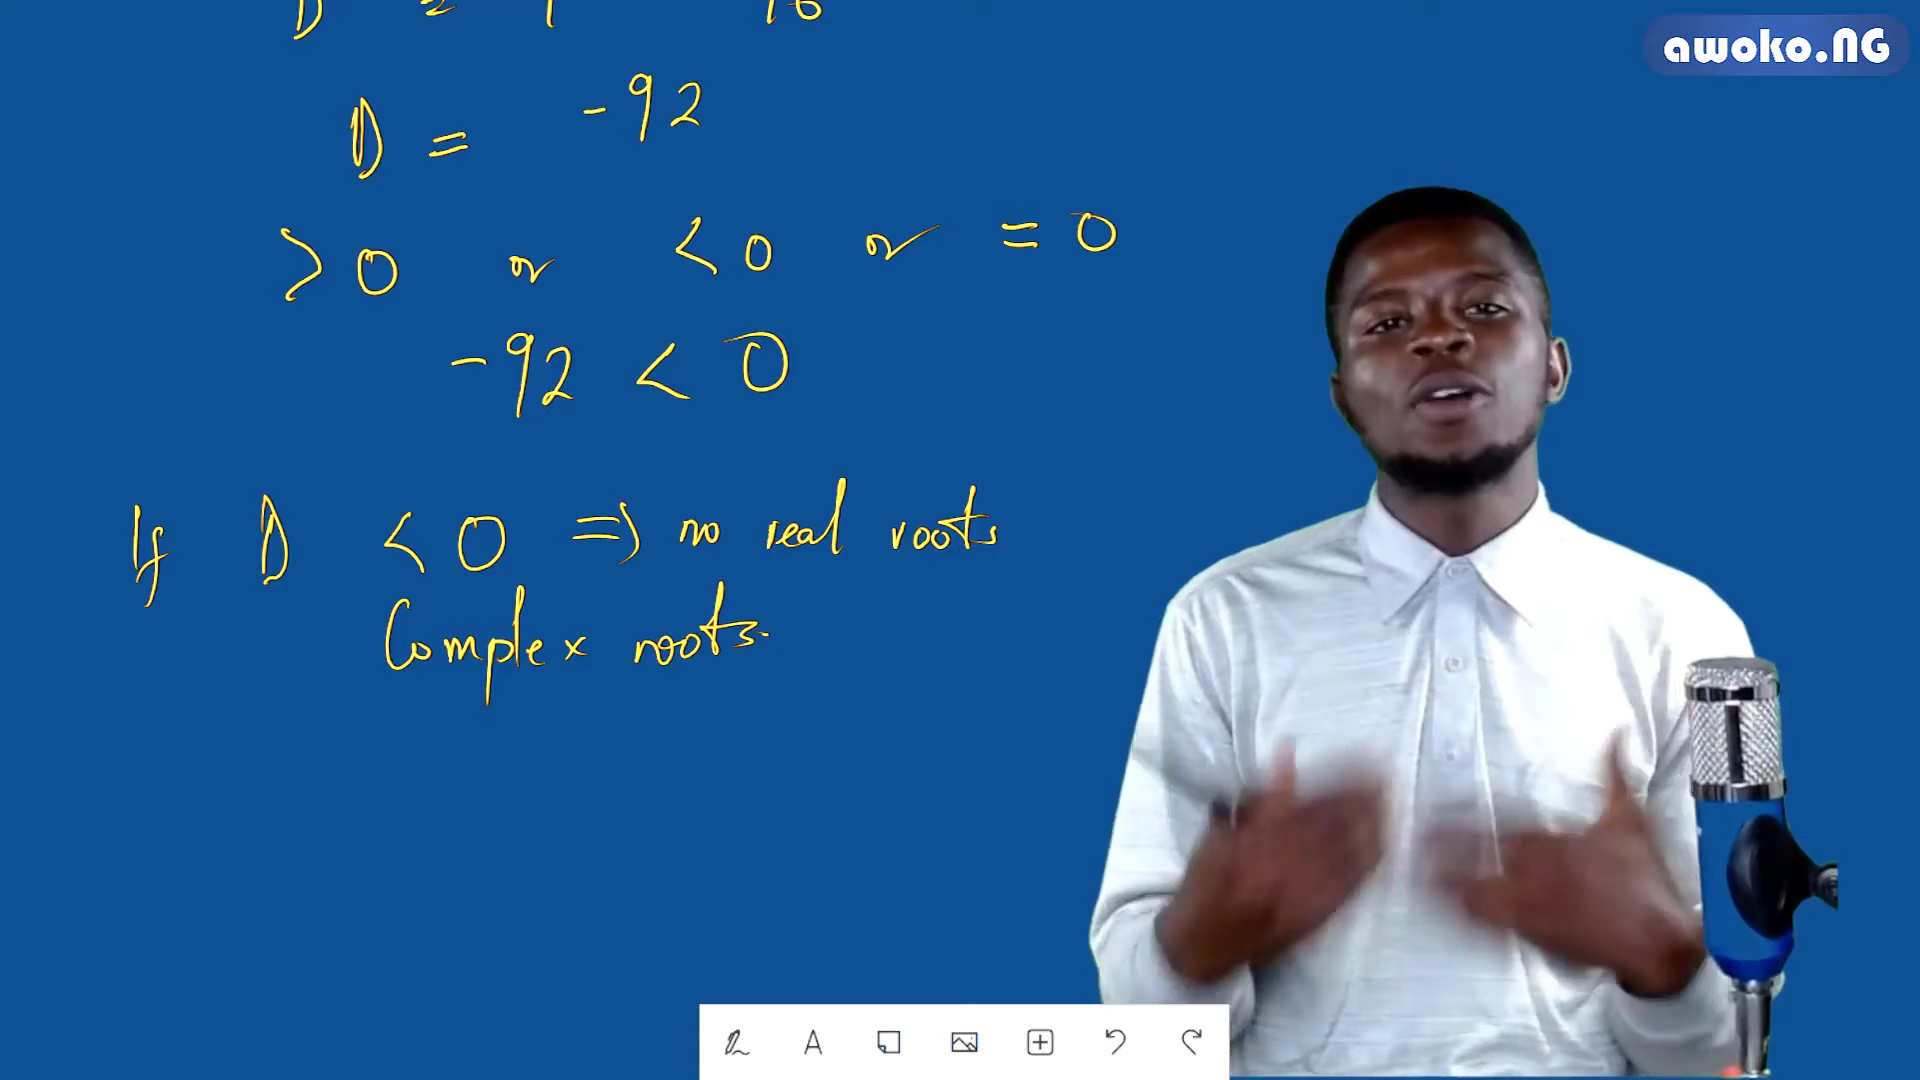 awoko.NG
D = -92
> 0 or < 0 or = 0
-92 < 0
If D < 0 => no real roots
Complex roots.